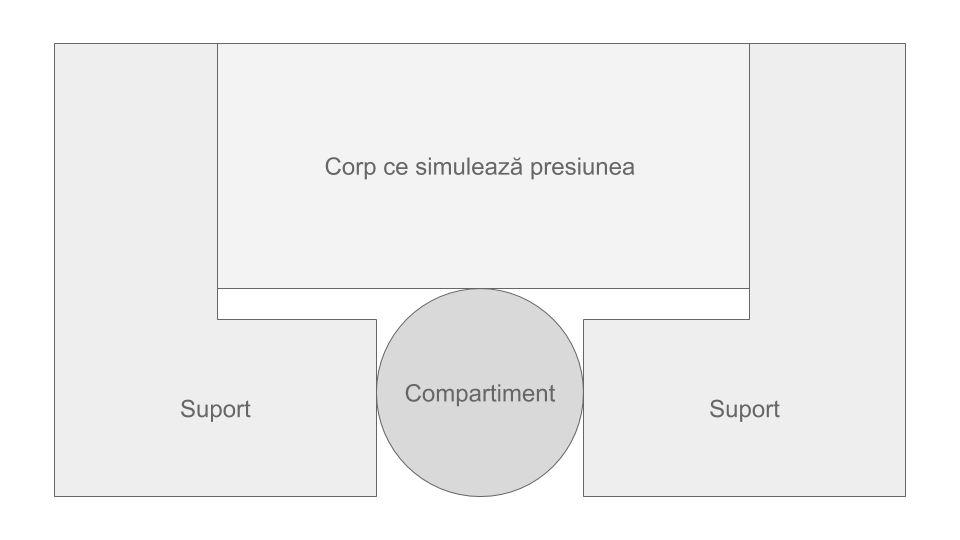 Corp ce simulează presiunea
Compartiment
Suport
Suport